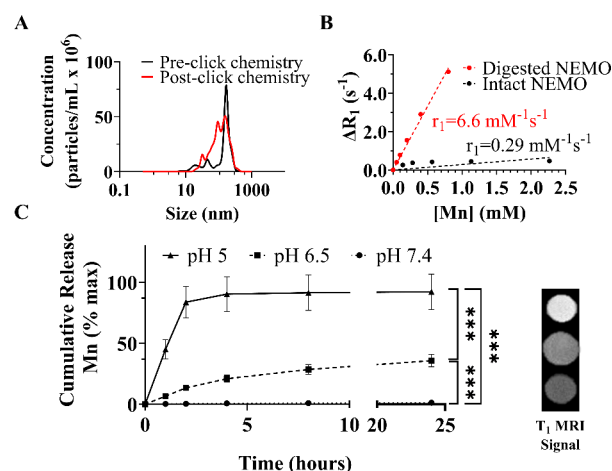 A
Concentration
(particles/mL x 10⁶)
100
75
50
25
0
Pre-click chemistry
Post-click chemistry
0.1
10
1000
Size (nm)
B
ΔR₁ (s⁻¹)
6.0
4.0
2.0
0.0
Digested NEMO
Intact NEMO
r₁=6.6 mM⁻¹s⁻¹
r₁=0.29 mM⁻¹s⁻¹
0.0
0.5
1.0
1.5
2.0
2.5
[Mn] (mM)
C
Cumulative Release
Mn (% max)
pH 5
pH 6.5
pH 7.4
100
50
0
0
5
10
20
25
Time (hours)
***
***
***
T₁ MRI
Signal